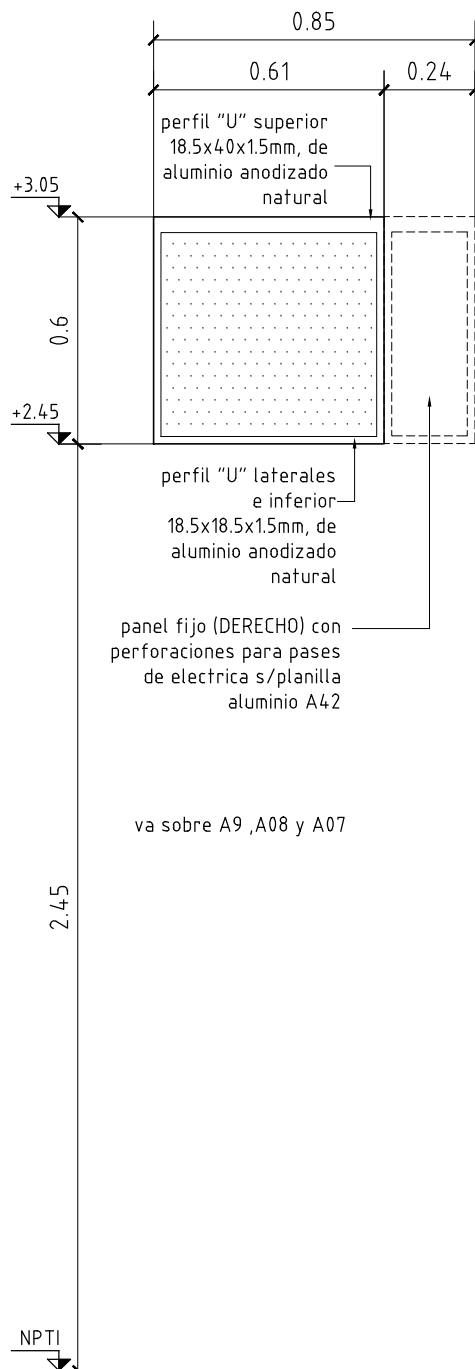 0.85
0.61
0.24
perfil "U" superior
18.5x40x1.5mm, de
aluminio anodizado
natural
+3.05
0.6
+2.45
perfil "U" laterales
e inferior
18.5x18.5x1.5mm, de
aluminio anodizado
natural
panel fijo (DERECHO) con
perforaciones para pases
de electrica s/planilla
aluminio A42
va sobre A9 ,A08 y A07
2.45
NPTI